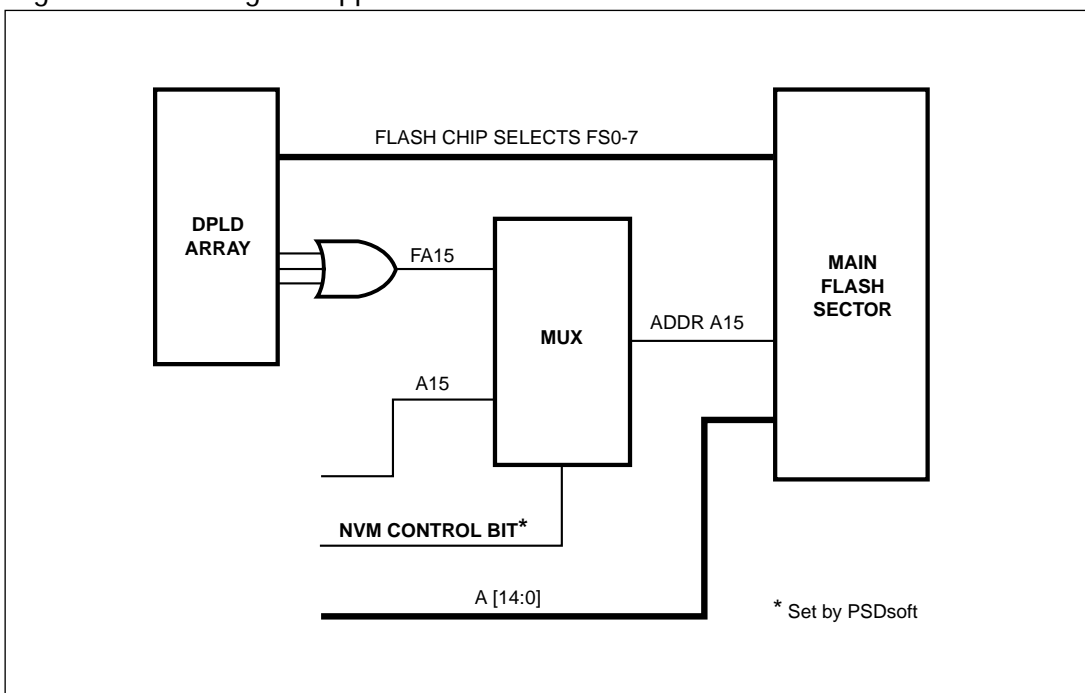 FLASH CHIP SELECTS FS0-7
DPLD
ARRAY
FA15
MUX
ADDR A15
MAIN
FLASH
SECTOR
A15
NVM CONTROL BIT*
A [14:0]
* Set by PSDsoft